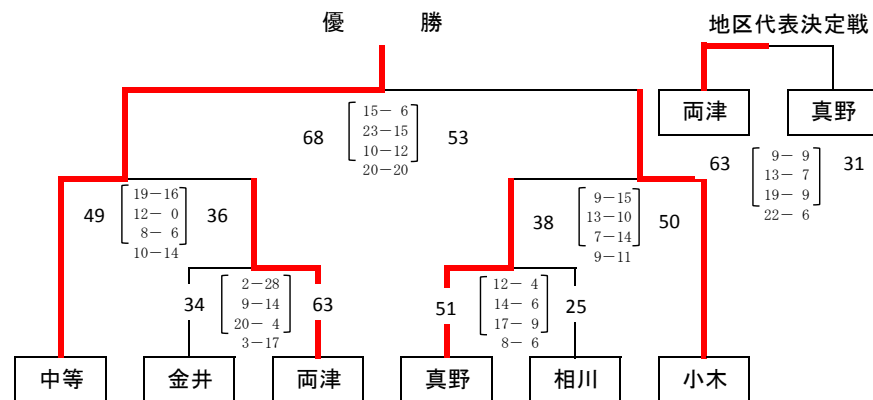 優　勝
地区代表決定戦
両津 真野
68 15－ 6 53
23－15
10－12
20－20
63 9－ 9 31
13－ 7
19－ 9
22－ 6
49 19－16 36
12－ 0
8－ 6
10－14
38 9－15 50
13－10
7－14
9－11
34 2－28 63
9－14
20－ 4
3－17
51 12－ 4 25
14－ 6
17－ 9
8－ 6
中等 金井 両津 真野 相川 小木